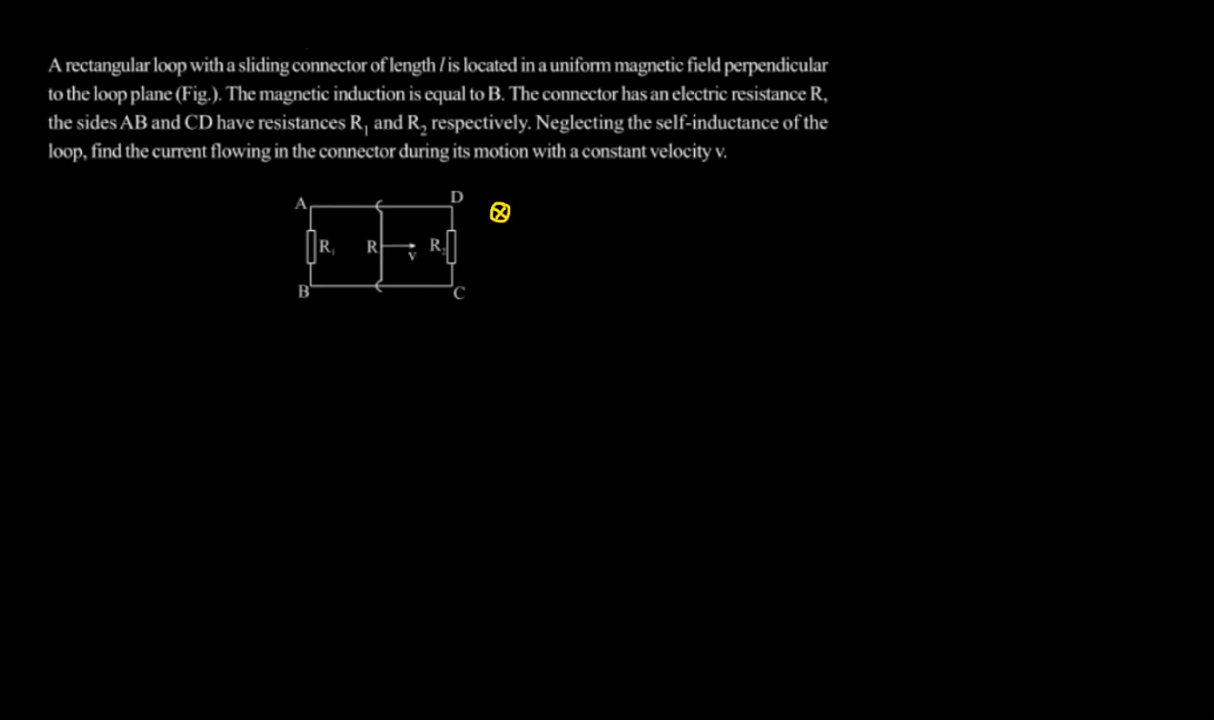 A rectangular loop with a sliding connector of length l is located in a uniform magnetic field perpendicular
to the loop plane (Fig.). The magnetic induction is equal to B. The connector has an electric resistance R,
the sides AB and CD have resistances R₁ and R₂ respectively. Neglecting the self-inductance of the
loop, find the current flowing in the connector during its motion with a constant velocity v.
A D
R₁ R v R₂
B C